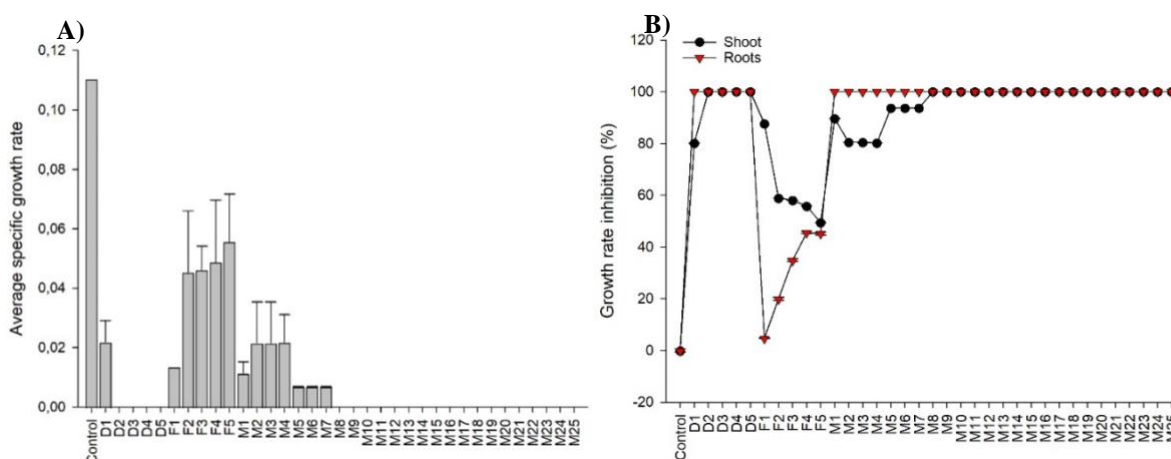 A)
0,12
0,10
0,08
0,06
0,04
0,02
0,00
Average specific growth rate
Control D1 D2 D3 D4 D5 F1 F2 F3 F4 F5 M1 M2 M3 M4 M5 M6 M7 M8 M9 M10 M11 M12 M13 M14 M15 M16 M17 M18 M19 M20 M21 M22 M23 M24 M25
B)
Shoot
Roots
120
100
80
60
40
20
0
-20
Growth rate inhibition (%)
Control D1 D2 D3 D4 D5 F1 F2 F3 F4 F5 M1 M2 M3 M4 M5 M6 M7 M8 M9 M10 M11 M12 M13 M14 M15 M16 M17 M18 M19 M20 M21 M22 M23 M24 M25